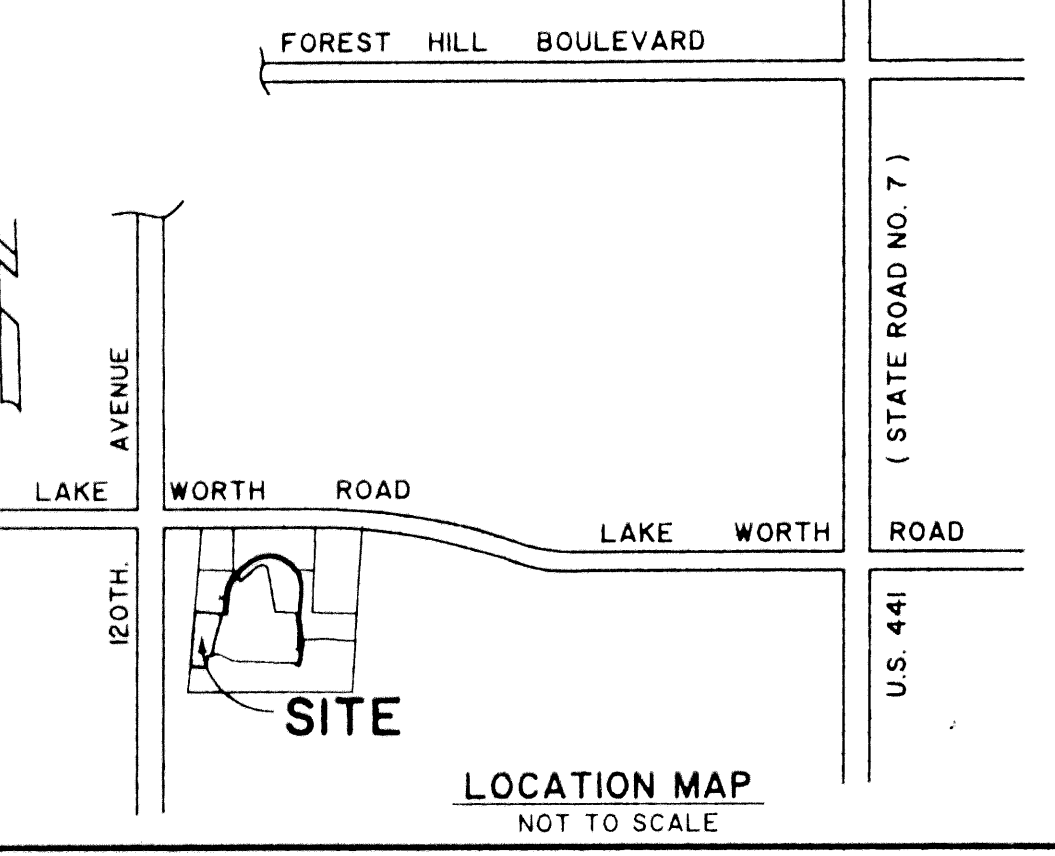 FOREST HILL BOULEVARD
( STATE ROAD NO. 7 )
AVENUE
LAKE WORTH ROAD
LAKE WORTH ROAD
120TH.
U.S. 441
SITE
LOCATION MAP
NOT TO SCALE